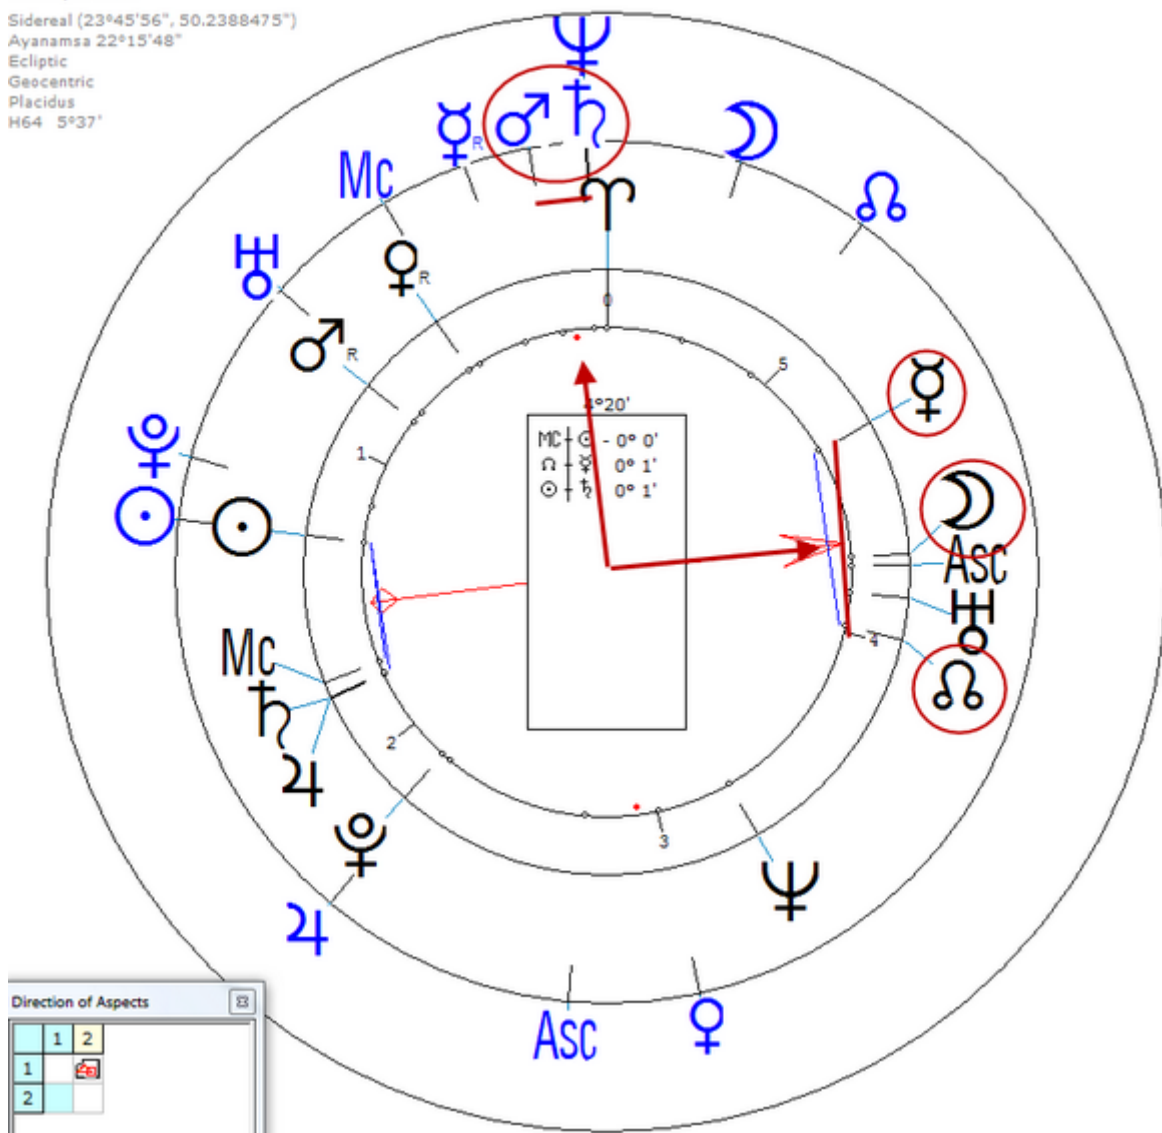 Sidereal (23°45'56", 50.2388475")
Ayanamsa 22°15'48"
Ecliptic
Geocentric
Placidus
H64 5°37'
Mc
R
R
R
0
5
4°20'
MC ☉ - 0° 0'
☊ ☿ 0° 1'
☉ ♄ 0° 1'
1
Asc
4
Mc
2
3
Asc
Direction of Aspects
1 2
1
2